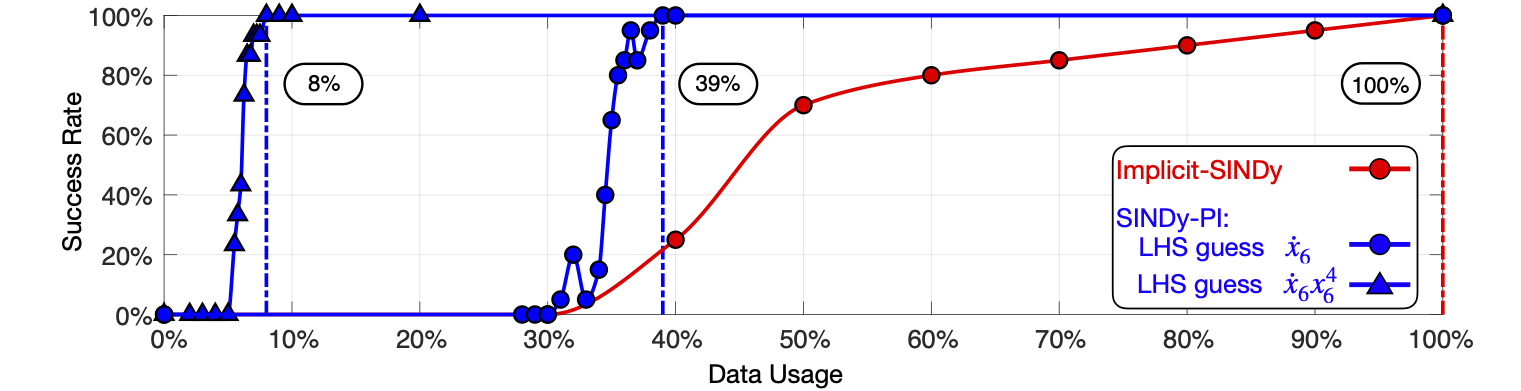 100%
80%
60%
40%
20%
0%
Success Rate
8%
39%
100%
Implicit-SINDy
SINDy-PI:
LHS guess ẋ₆
LHS guess ẋ₆x₆⁴
0% 10% 20% 30% 40% 50% 60% 70% 80% 90% 100%
Data Usage